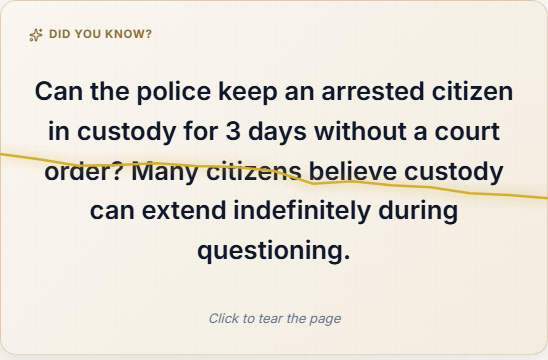 DID YOU KNOW?
Can the police keep an arrested citizen
in custody for 3 days without a court
order? Many citizens believe custody
can extend indefinitely during
questioning.
Click to tear the page